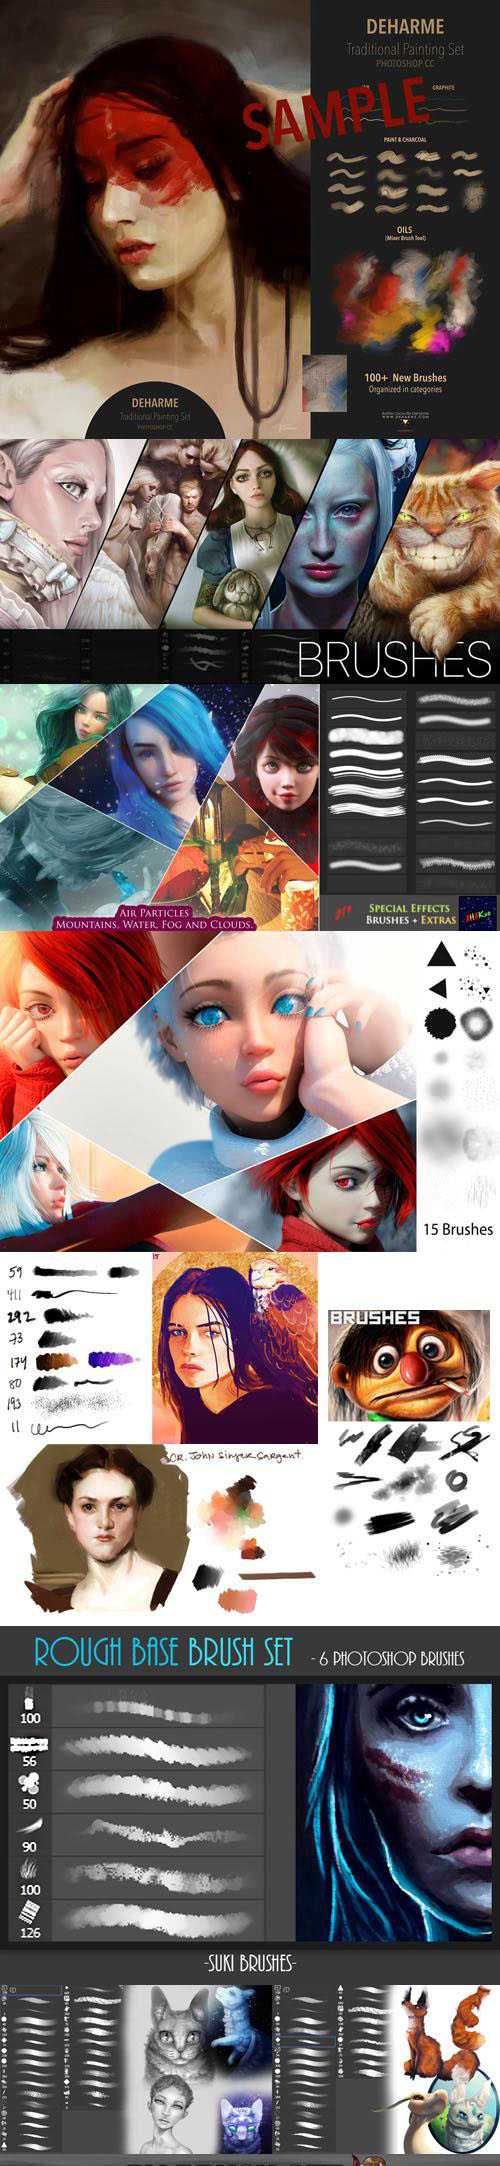 DEHARME
Traditional Painting Set
PHOTOSHOP CC
GRAPHITE
SAMPLE
PAINT & CHARCOAL
OILS
(Mixer Brush Tool)
100+ New Brushes
Organized in categories
DEHARME
Traditional Painting Set
PHOTOSHOP CC
BRUSHES
AIR PARTICLES
MOUNTAINS, WATER, FOG AND CLOUDS.
SPECIAL EFFECTS
BRUSHES + EXTRAS
15 Brushes
59
411
292
73
174
80
193
11
BRUSHES
JOHN SINGER SARGENT
ROUGH BASE BRUSH SET - 6 PHOTOSHOP BRUSHES
100
56
50
90
100
126
-SUKI BRUSHES-